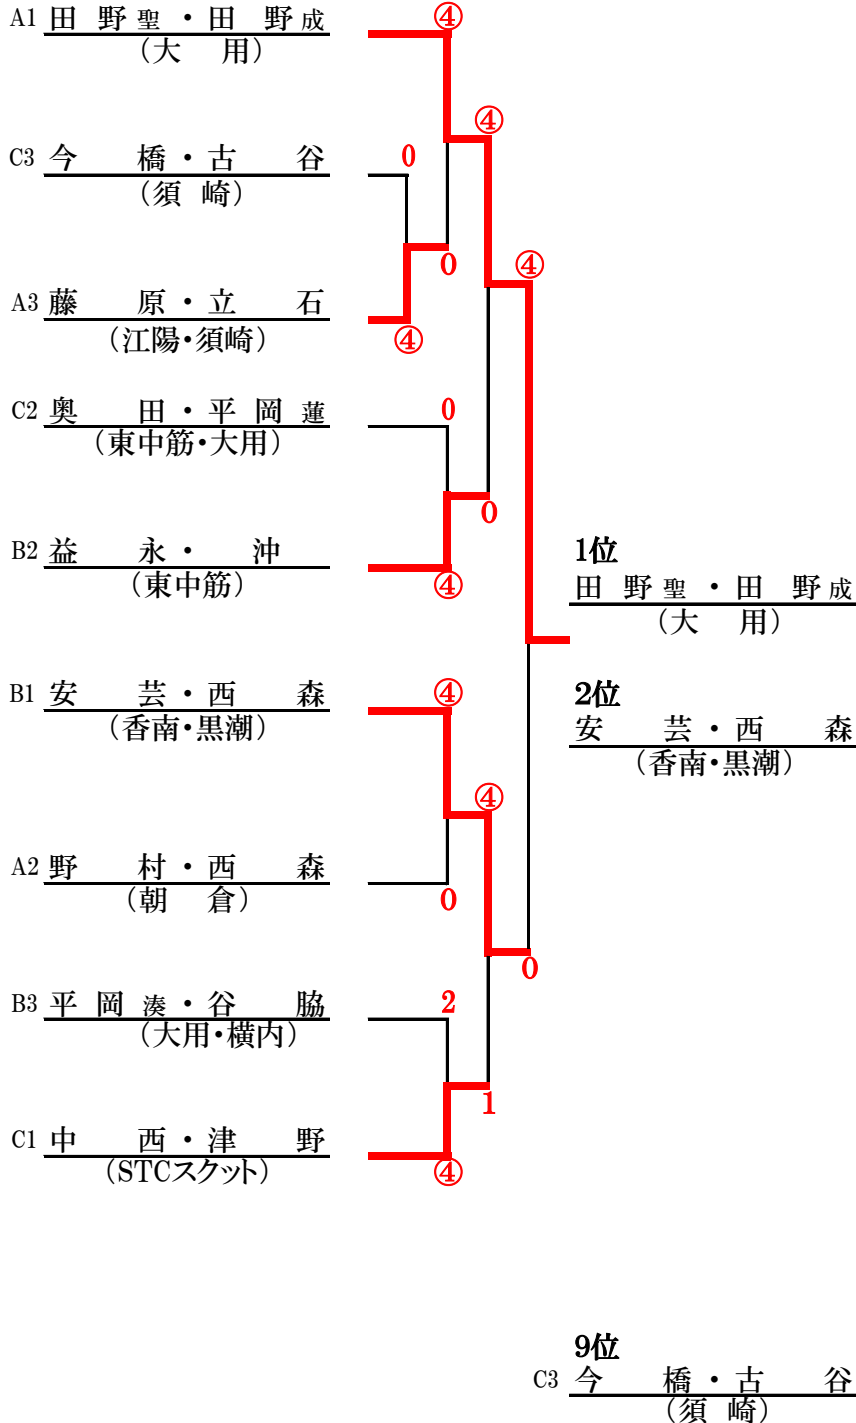 ④
A1 田 野 聖 ・ 田 野 成
(大 用)
④
0
C3 今 橋 ・ 古 谷
(須 崎)
0
④
A3 藤 原 ・ 立 石
(江陽・須崎)
④
C2 奥 田 ・ 平 岡 蓮
0
(東中筋・大用)
0
B2 益 永 ・ 沖
1位
(東中筋)
④
田 野 聖 ・ 田 野 成
(大 用)
B1 安 芸 ・ 西 森
④
2位
(香南・黒潮)
安 芸 ・ 西 森
(香南・黒潮)
④
A2 野 村 ・ 西 森
(朝 倉)
0
0
B3 平 岡 湊 ・ 谷 脇
2
(大用・横内)
1
C1 中 西 ・ 津 野
(STCスクット)
④
9位
C3 今 橋 ・ 古 谷
(須 崎)